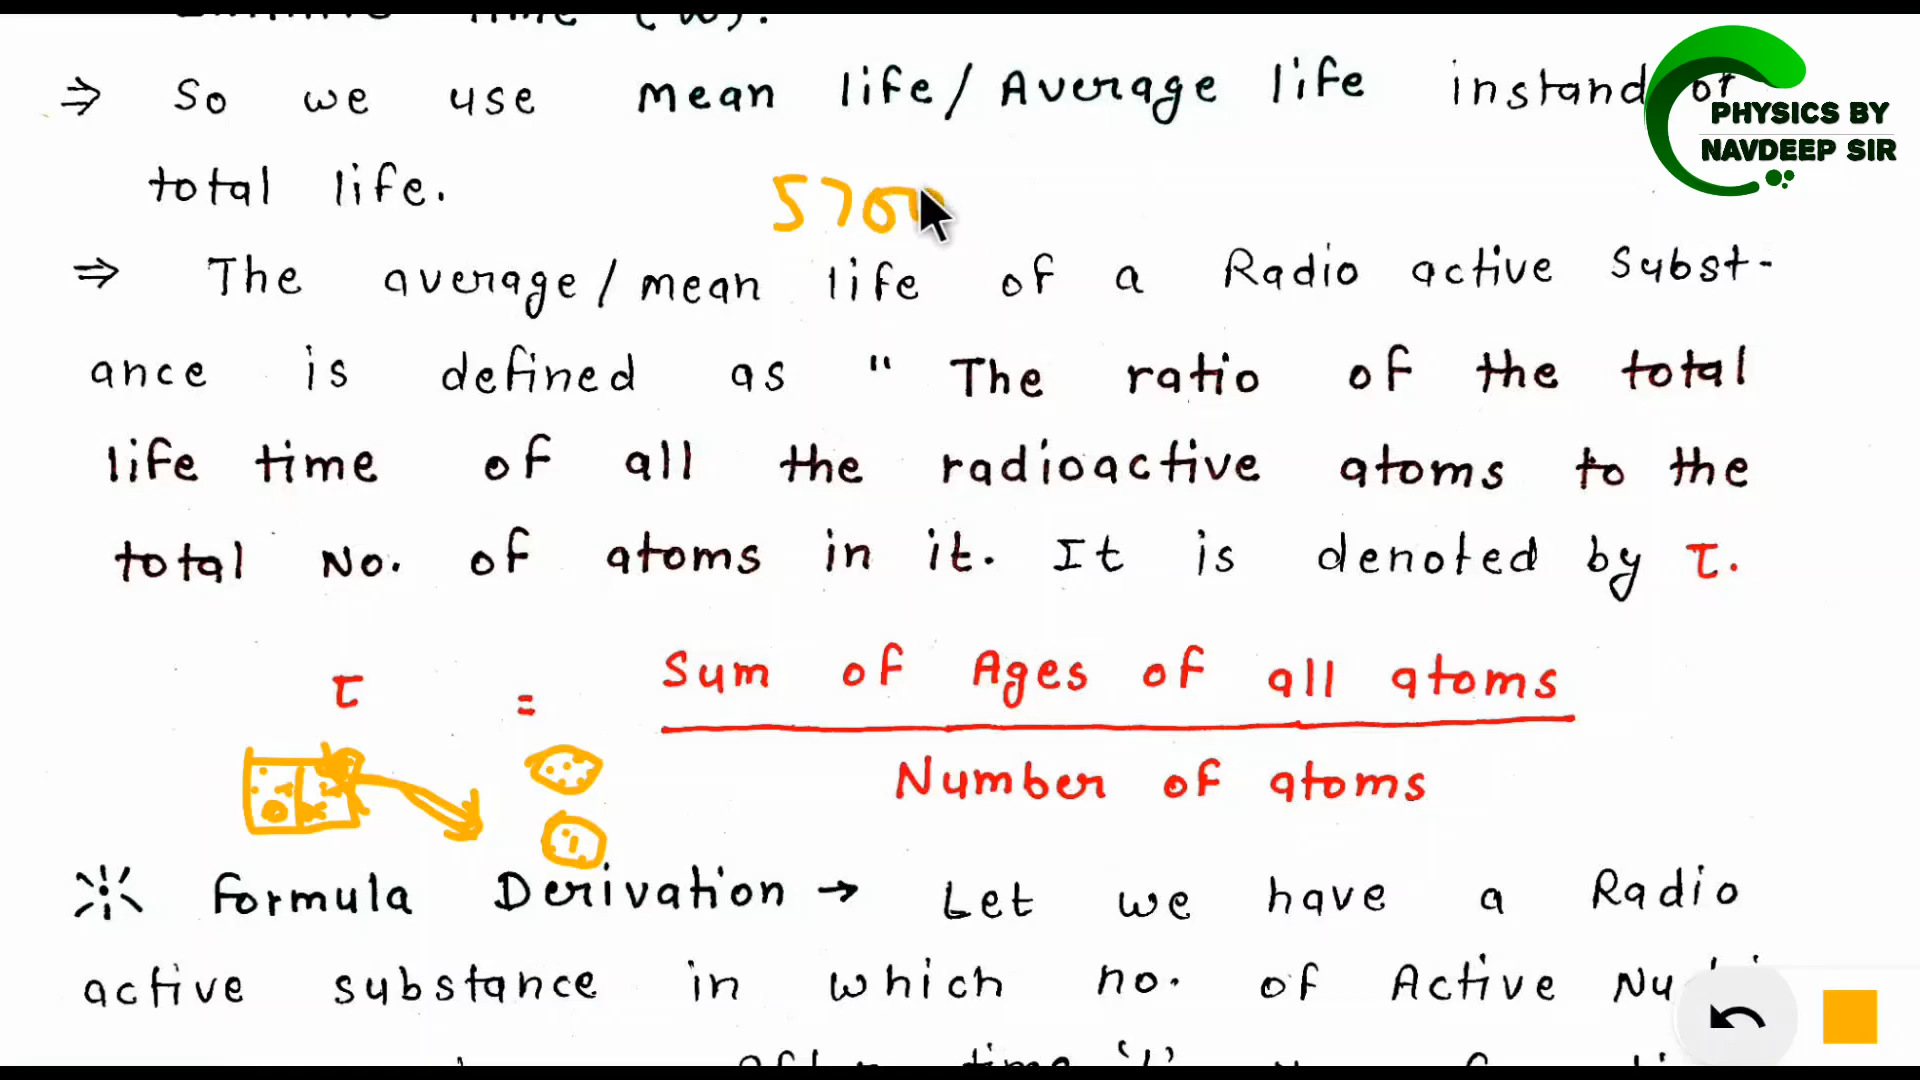 ⇒ So we use mean life/Average life instand of
total life.
570
⇒ The average/mean life of a Radio active Subst-
ance is defined as " The ratio of the total
life time of all the radioactive atoms to the
total No. of atoms in it. It is denoted by τ.
τ = Sum of Ages of all atoms
Number of atoms
Formula Derivation → Let we have a Radio
active substance in which no. of Active
PHYSICS BY
NAVDEEP SIR